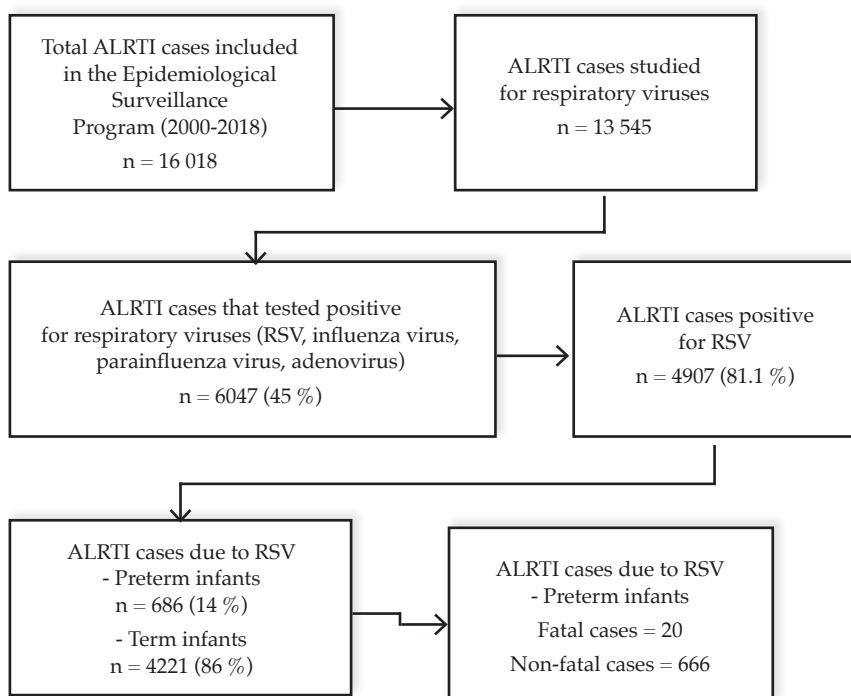 Total ALRTI cases included
in the Epidemiological
Surveillance
Program (2000-2018)
n = 16 018
ALRTI cases studied
for respiratory viruses
n = 13 545
ALRTI cases that tested positive
for respiratory viruses (RSV, influenza virus,
parainfluenza virus, adenovirus)
n = 6047 (45 %)
ALRTI cases positive
for RSV
n = 4907 (81.1 %)
ALRTI cases due to RSV
- Preterm infants
n = 686 (14 %)
- Term infants
n = 4221 (86 %)
ALRTI cases due to RSV
- Preterm infants
Fatal cases = 20
Non-fatal cases = 666